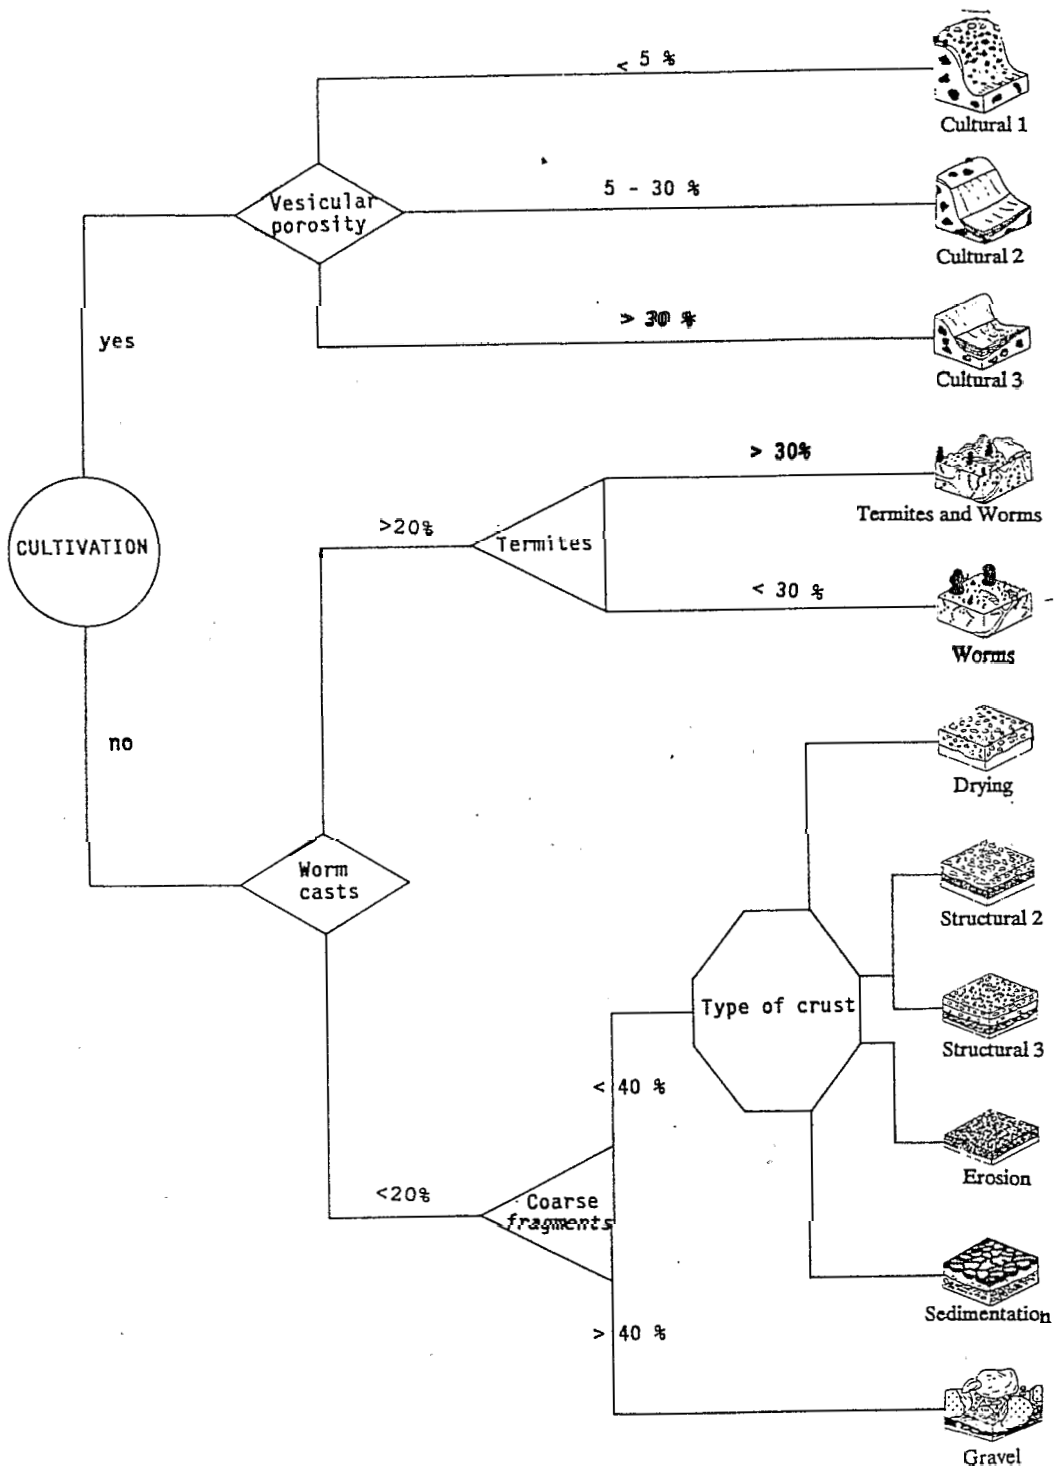 < 5 %
Cultural 1
Vesicular
porosity
5 - 30 %
Cultural 2
yes
> 30 %
Cultural 3
CULTIVATION
>20%
Termites
> 30%
Termites and Worms
< 30 %
Worms
no
Worm
casts
Drying
Structural 2
Type of crust
Structural 3
< 40 %
Erosion
<20%
Coarse
fragments
Sedimentation
> 40 %
Gravel